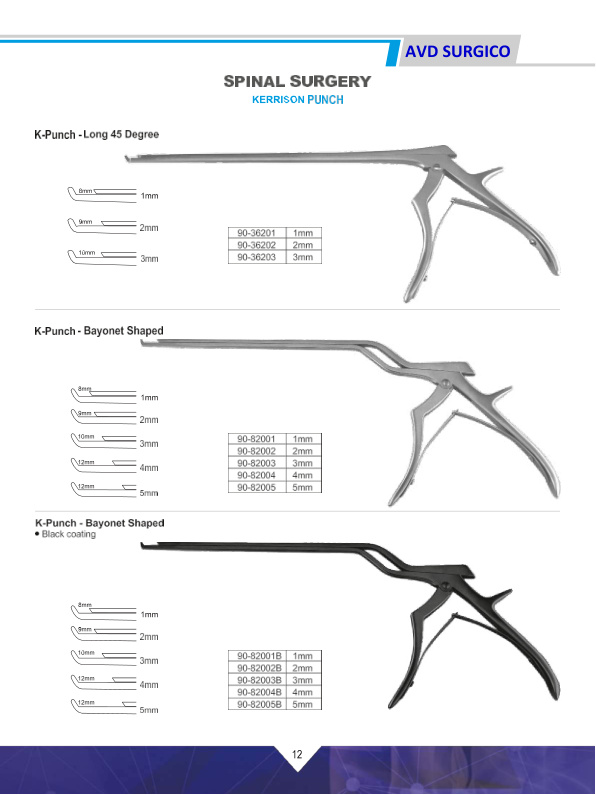 AVD SURGICO
SPINAL SURGERY
KERRISON PUNCH
K-Punch - Long 45 Degree
8mm
1mm
9mm
2mm
10mm
3mm
90-36201 1mm
90-36202 2mm
90-36203 3mm
K-Punch - Bayonet Shaped
8mm
1mm
9mm
2mm
10mm
3mm
12mm
4mm
12mm
5mm
90-82001 1mm
90-82002 2mm
90-82003 3mm
90-82004 4mm
90-82005 5mm
K-Punch - Bayonet Shaped
• Black coating
8mm
1mm
9mm
2mm
10mm
3mm
12mm
4mm
12mm
5mm
90-82001B 1mm
90-82002B 2mm
90-82003B 3mm
90-82004B 4mm
90-82005B 5mm
12